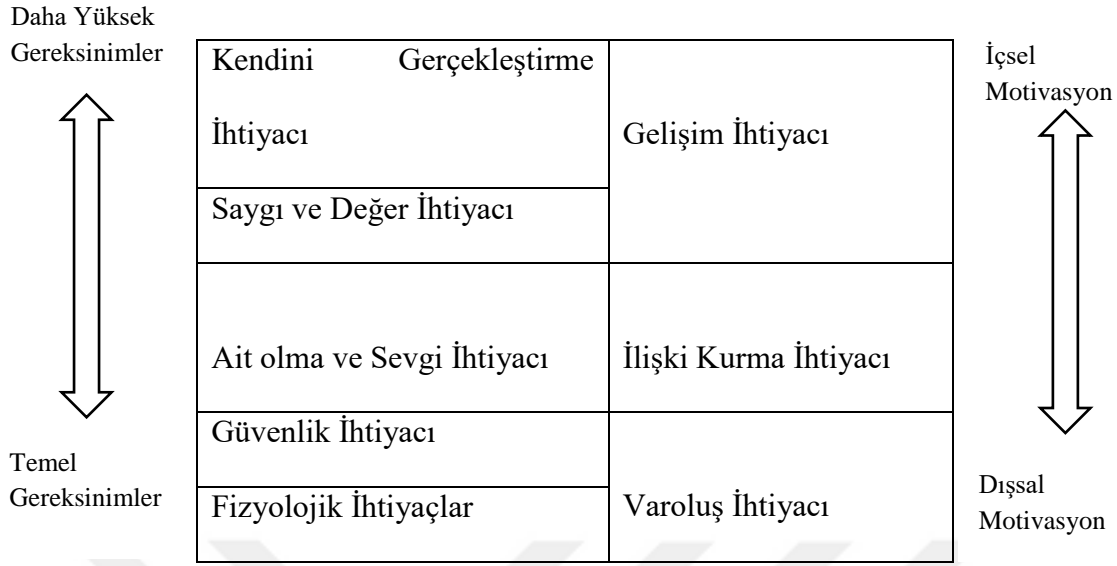 Daha Yüksek
Gereksinimler
Kendini Gerçekleştirme
İhtiyacı
Gelişim İhtiyacı
Saygı ve Değer İhtiyacı
Ait olma ve Sevgi İhtiyacı
İlişki Kurma İhtiyacı
Güvenlik İhtiyacı
Fizyolojik İhtiyaçlar
Varoluş İhtiyacı
Temel
Gereksinimler
İçsel
Motivasyon
Dışsal
Motivasyon